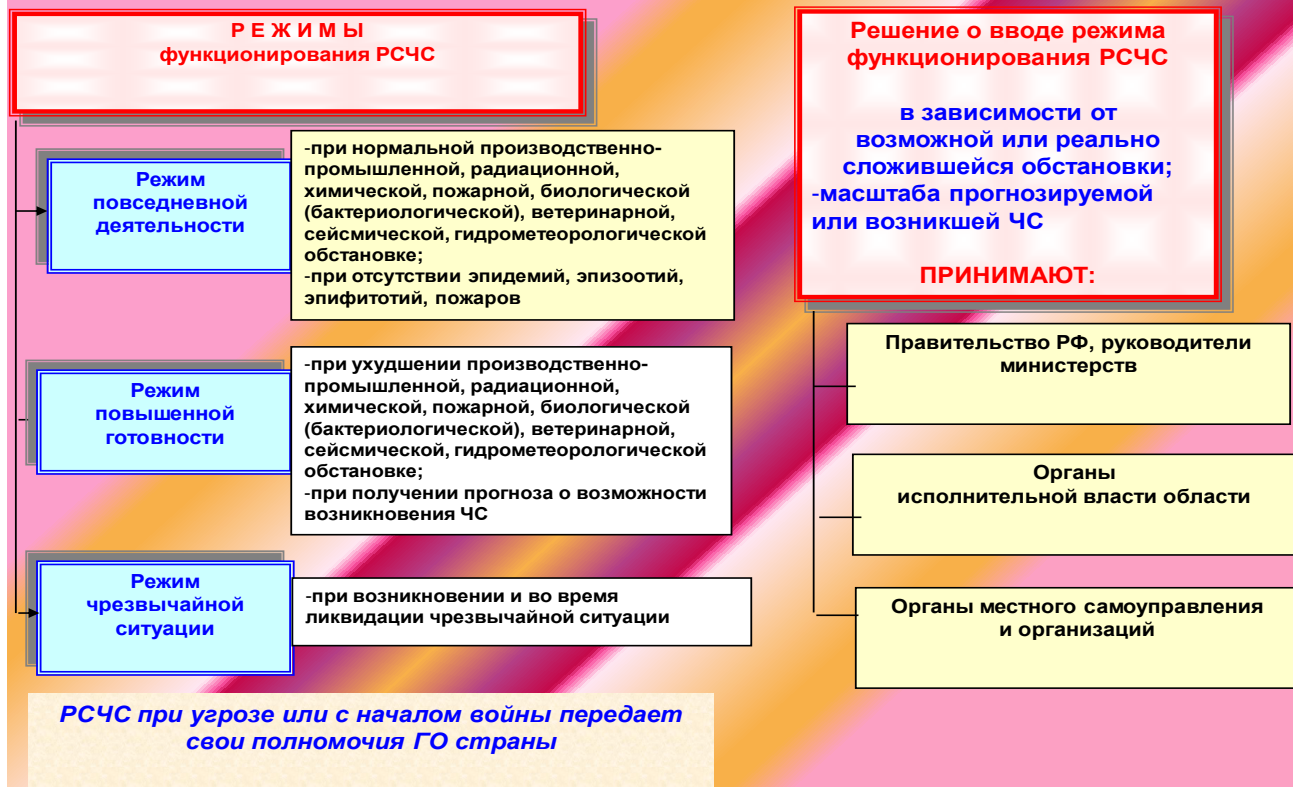 Р Е Ж И М Ы
функционирования РСЧС
Режим
повседневной
деятельности
-при нормальной производственно-
промышленной, радиационной,
химической, пожарной, биологической
(бактериологической), ветеринарной,
сейсмической, гидрометеорологической
обстановке;
-при отсутствии эпидемий, эпизоотий,
эпифитотий, пожаров
Режим
повышенной
готовности
-при ухудшении производственно-
промышленной, радиационной,
химической, пожарной, биологической
(бактериологической), ветеринарной,
сейсмической, гидрометеорологической
обстановке;
-при получении прогноза о возможности
возникновения ЧС
Режим
чрезвычайной
ситуации
-при возникновении и во время
ликвидации чрезвычайной ситуации
РСЧС при угрозе или с началом войны передает
свои полномочия ГО страны
Решение о вводе режима
функционирования РСЧС
в зависимости от
возможной или реально
сложившейся обстановки;
-масштаба прогнозируемой
или возникшей ЧС
ПРИНИМАЮТ:
Правительство РФ, руководители
министерств
Органы
исполнительной власти области
Органы местного самоуправления
и организаций